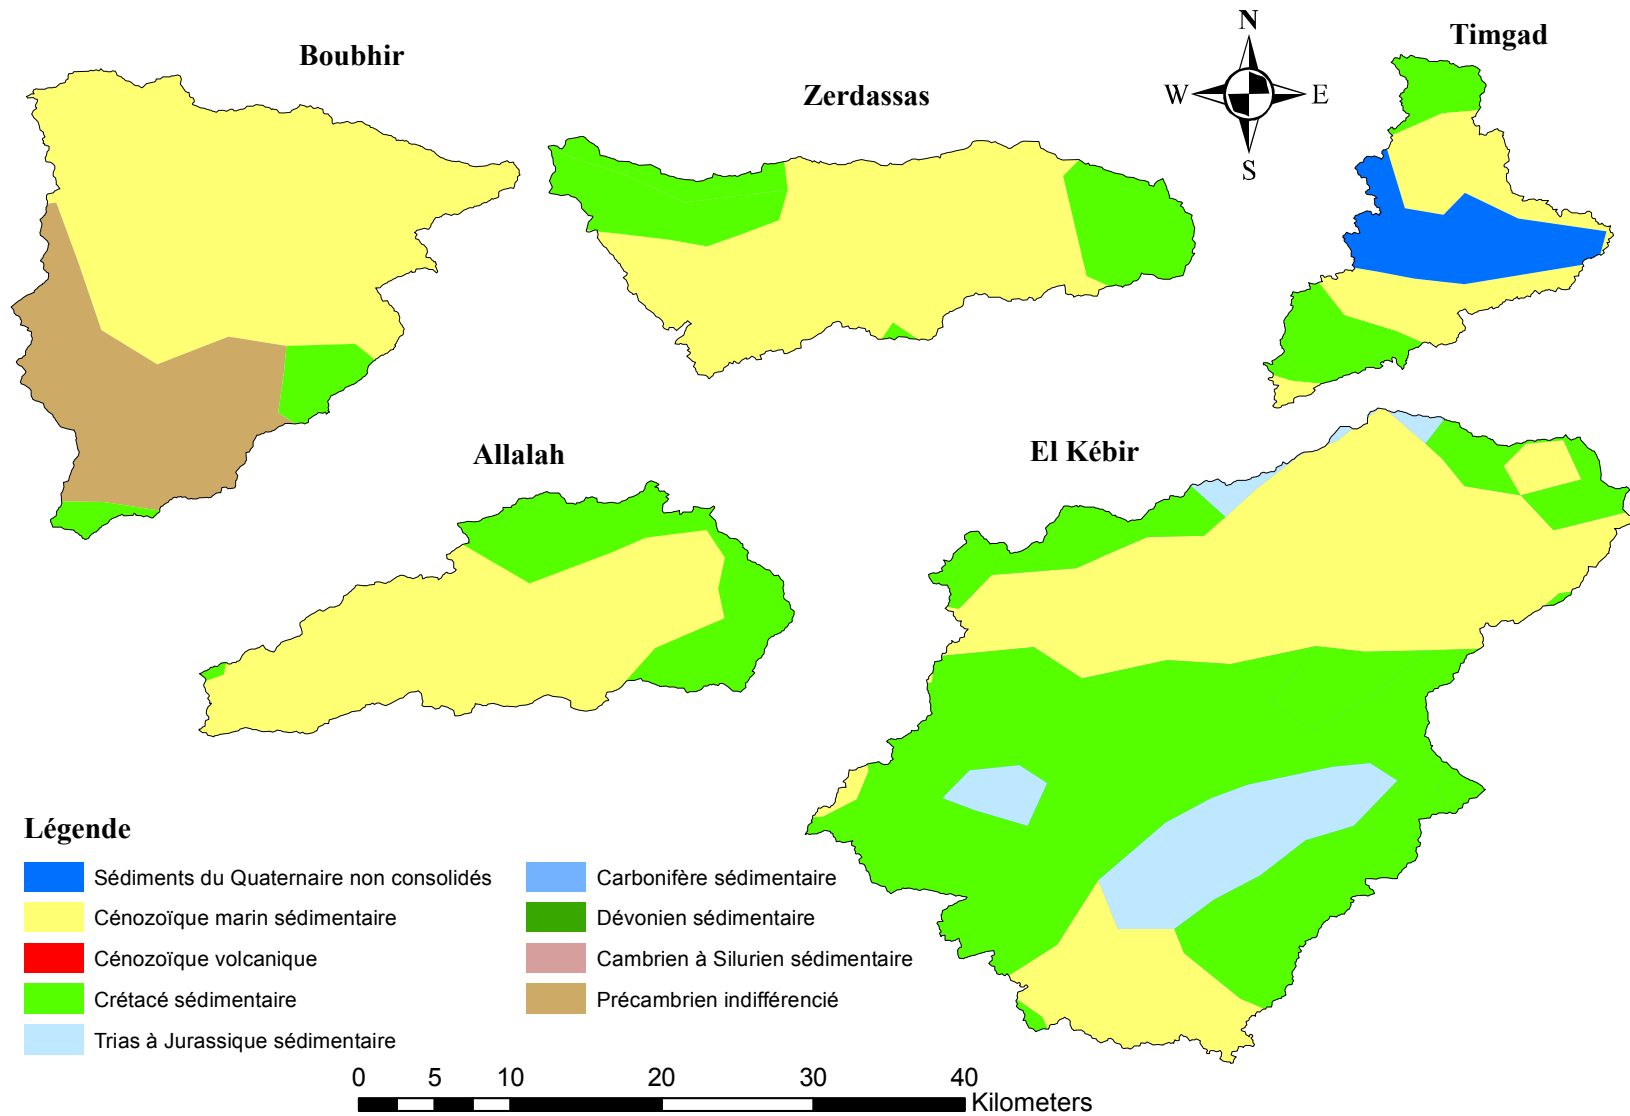 Boubhir
Zerdassas
Timgad
N
W
E
S
Allalah
El Kébir
Légende
Sédiments du Quaternaire non consolidés
Cénozoïque marin sédimentaire
Cénozoïque volcanique
Crétacé sédimentaire
Trias à Jurassique sédimentaire
Carbonifère sédimentaire
Dévonien sédimentaire
Cambrien à Silurien sédimentaire
Précambrien indifférencié
0 5 10 20 30 40
Kilometers